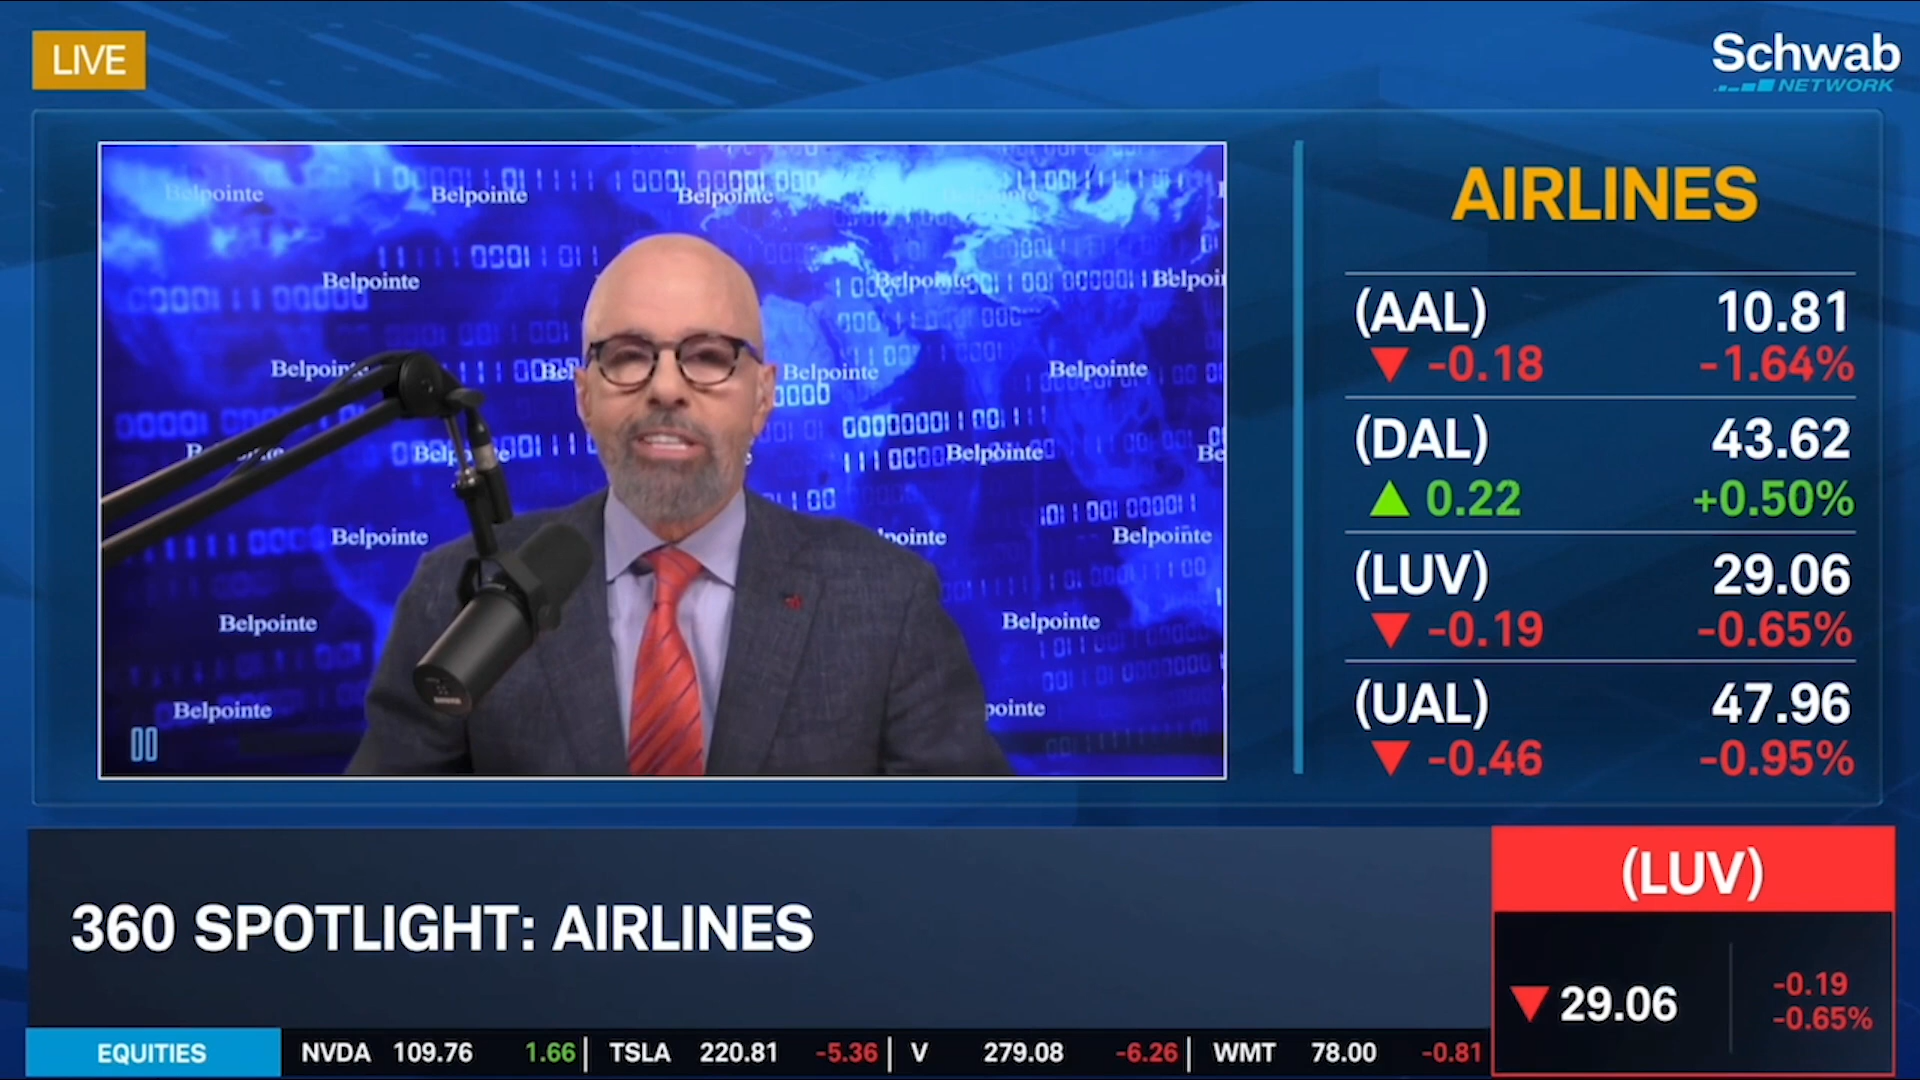 LIVE
Schwab
NETWORK
Belpointe Belpointe Belpointe
Belpointe Belpointe
Belpointe Belpointe
Belpointe
Belpointe Belpointe
Belpointe Belpointe
Belpointe
AIRLINES
(AAL) 10.81
▼ -0.18 -1.64%
(DAL) 43.62
▲ 0.22 +0.50%
(LUV) 29.06
▼ -0.19 -0.65%
(UAL) 47.96
▼ -0.46 -0.95%
360 SPOTLIGHT: AIRLINES
(LUV)
▼ 29.06
-0.19
-0.65%
EQUITIES NVDA 109.76 1.66 | TSLA 220.81 -5.36 | V 279.08 -6.26 | WMT 78.00 -0.81